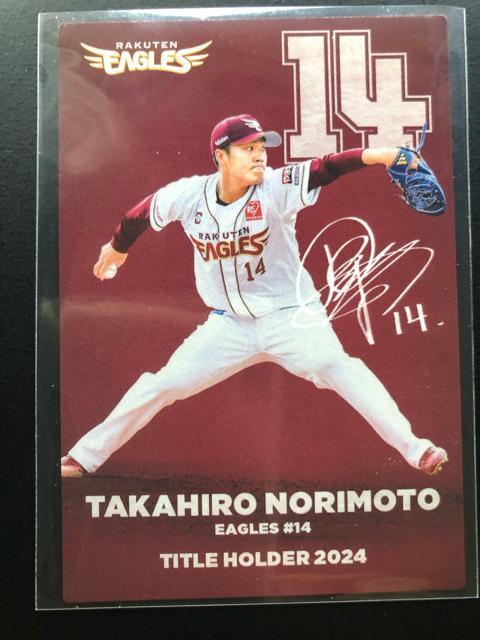 RAKUTEN
EAGLES
14
RAKUTEN
EAGLES
14
14.
TAKAHIRO NORIMOTO
EAGLES #14
TITLE HOLDER 2024